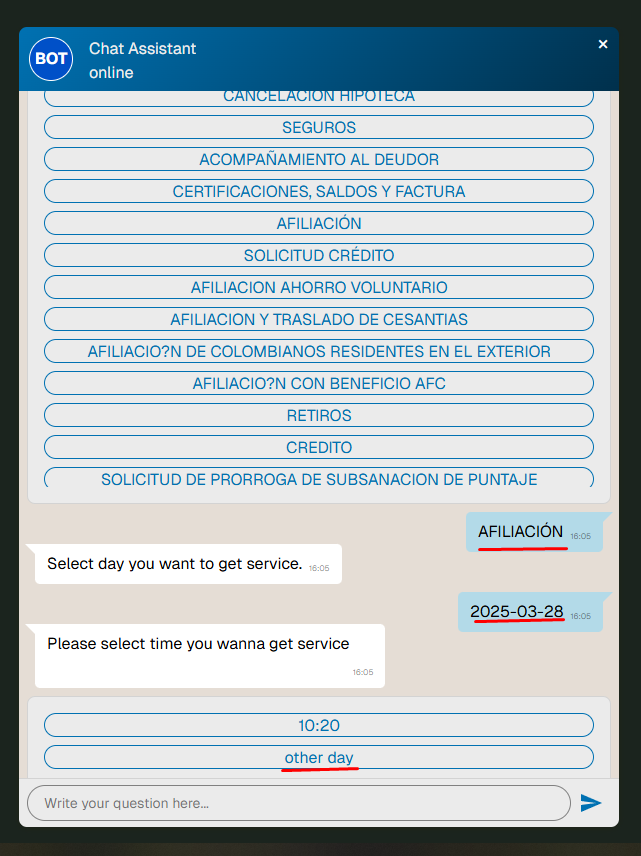 BOT
Chat Assistant
online
×
CANCELACION HIPOTECA
SEGUROS
ACOMPAÑAMIENTO AL DEUDOR
CERTIFICACIONES, SALDOS Y FACTURA
AFILIACIÓN
SOLICITUD CRÉDITO
AFILIACION AHORRO VOLUNTARIO
AFILIACION Y TRASLADO DE CESANTIAS
AFILIACIO?N DE COLOMBIANOS RESIDENTES EN EL EXTERIOR
AFILIACIO?N CON BENEFICIO AFC
RETIROS
CREDITO
SOLICITUD DE PRORROGA DE SUBSANACION DE PUNTAJE
AFILIACIÓN 16:05
Select day you want to get service. 16:05
2025-03-28 16:05
Please select time you wanna get service
16:05
10:20
other day
Write your question here...